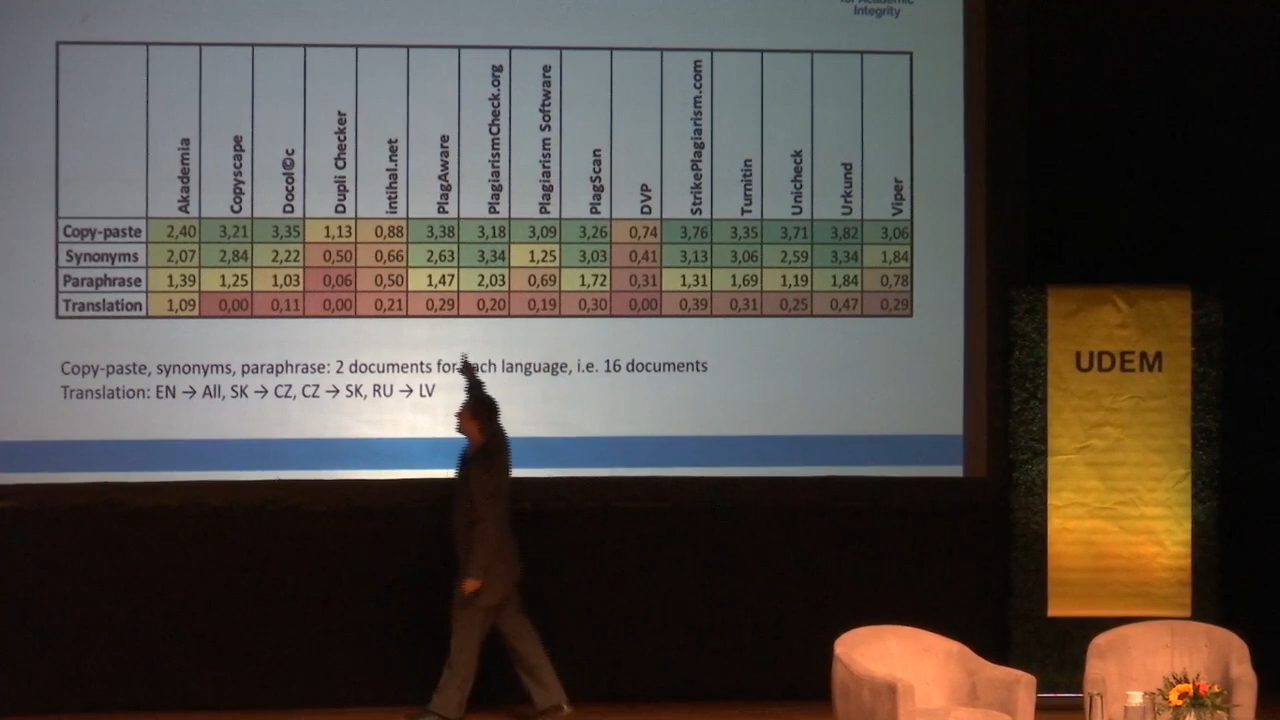 Integrity
Akademia Copyscape Docol©c Dupli Checker intihal.net PlagAware PlagiarismCheck.org Plagiarism Software PlagScan DVP StrikePlagiarism.com Turnitin Unicheck Urkund Viper
Copy-paste 2,40 3,21 3,35 1,13 0,88 3,38 3,18 3,09 3,26 0,74 3,76 3,35 3,71 3,82 3,06
Synonyms 2,07 2,84 2,22 0,50 0,66 2,63 3,34 1,25 3,03 0,41 3,13 3,06 2,59 3,34 1,84
Paraphrase 1,39 1,25 1,03 0,06 0,50 1,47 2,03 0,69 1,72 0,31 1,31 1,69 1,19 1,84 0,78
Translation 1,09 0,00 0,11 0,00 0,21 0,29 0,20 0,19 0,30 0,00 0,39 0,31 0,25 0,47 0,29
Copy-paste, synonyms, paraphrase: 2 documents for each language, i.e. 16 documents
Translation: EN → All, SK → CZ, CZ → SK, RU → LV
UDEM